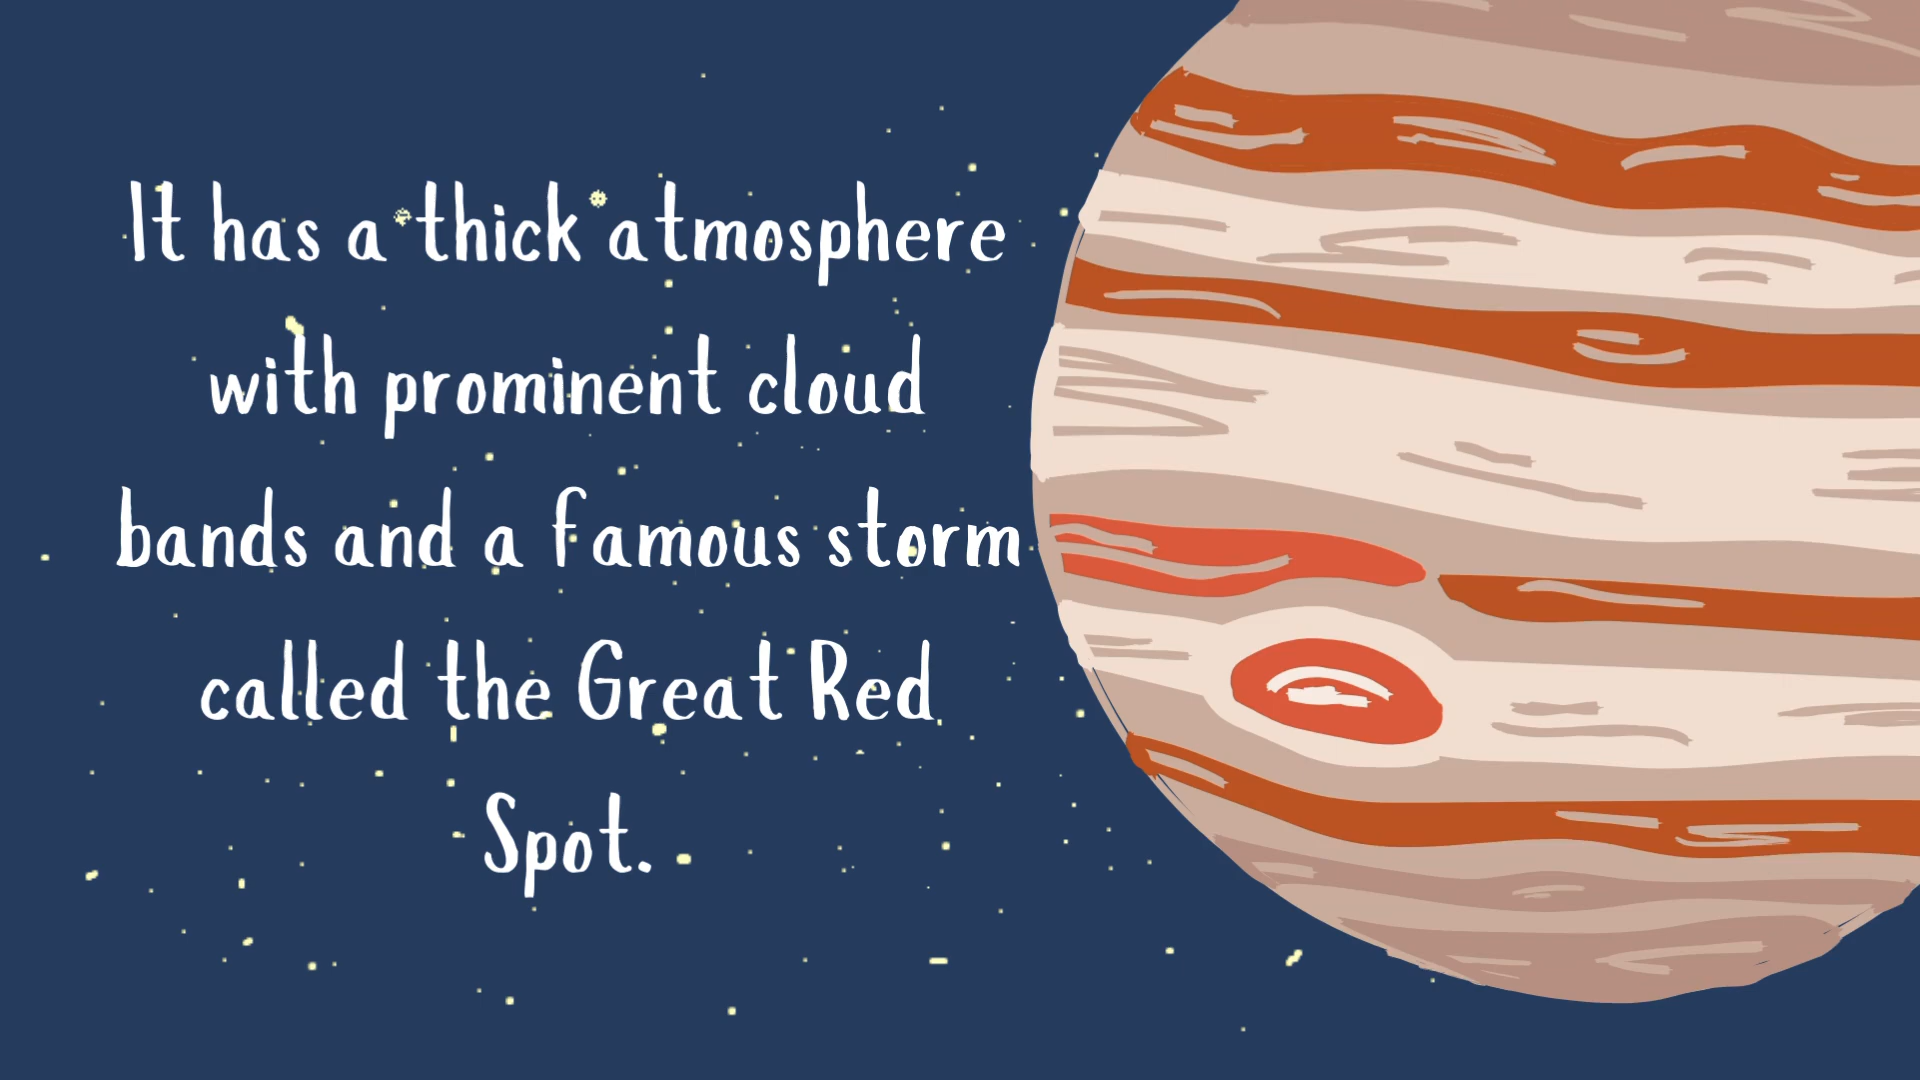 It has a thick atmosphere
with prominent cloud
bands and a famous storm
called the Great Red
Spot.